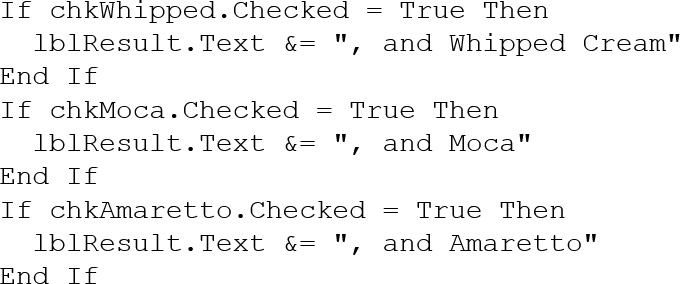 If chkWhipped.Checked = True Then
  lblResult.Text &= ", and Whipped Cream"
End If
If chkMoca.Checked = True Then
  lblResult.Text &= ", and Moca"
End If
If chkAmaretto.Checked = True Then
  lblResult.Text &= ", and Amaretto"
End If